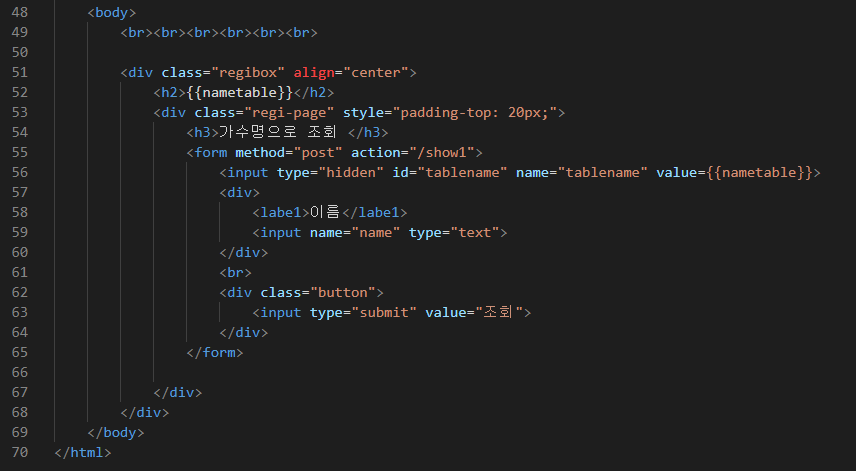 48 <body>
49 <br><br><br><br><br><br>
50
51 <div class="regibox" align="center">
52 <h2>{{nametable}}</h2>
53 <div class="regi-page" style="padding-top: 20px;">
54 <h3>가수명으로 조회 </h3>
55 <form method="post" action="/show1">
56 <input type="hidden" id="tablename" name="tablename" value={{nametable}}>
57 <div>
58 <labe1>이름</labe1>
59 <input name="name" type="text">
60 </div>
61 <br>
62 <div class="button">
63 <input type="submit" value="조회">
64 </div>
65 </form>
66
67 </div>
68 </div>
69 </body>
70 </html>